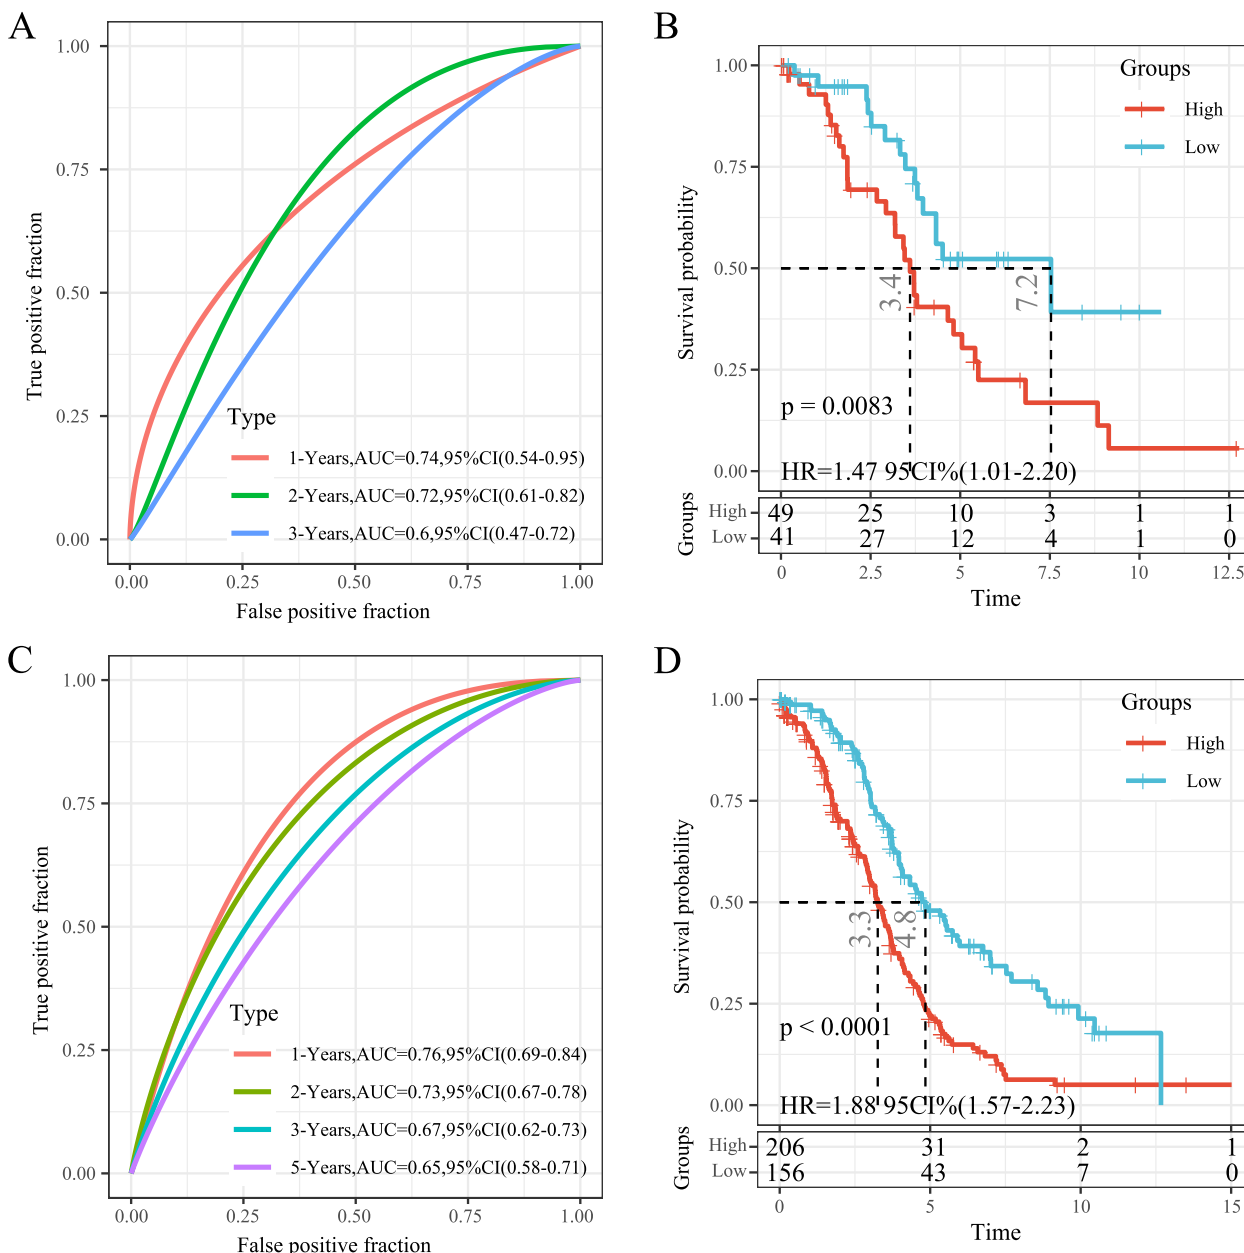 A
1.00
0.75
0.50
0.25
0.00
True positive fraction
Type
1-Years,AUC=0.74,95%CI(0.54-0.95)
2-Years,AUC=0.72,95%CI(0.61-0.82)
3-Years,AUC=0.6,95%CI(0.47-0.72)
0.00 0.25 0.50 0.75 1.00
False positive fraction
B
1.00
0.75
0.50
0.25
0.00
Survival probability
Groups
High
Low
3.4
7.2
p = 0.0083
HR=1.47 95CI%(1.01-2.20)
Groups
High 49 25 10 3 1 1
Low 41 27 12 4 1 0
0 2.5 5 7.5 10 12.5
Time
C
1.00
0.75
0.50
0.25
0.00
True positive fraction
Type
1-Years,AUC=0.76,95%CI(0.69-0.84)
2-Years,AUC=0.73,95%CI(0.67-0.78)
3-Years,AUC=0.67,95%CI(0.62-0.73)
5-Years,AUC=0.65,95%CI(0.58-0.71)
0.00 0.25 0.50 0.75 1.00
False positive fraction
D
1.00
0.75
0.50
0.25
0.00
Survival probability
Groups
High
Low
3.3
4.8
p < 0.0001
HR=1.88 95CI%(1.57-2.23)
Groups
High 206 31 2 1
Low 156 43 7 0
0 5 10 15
Time